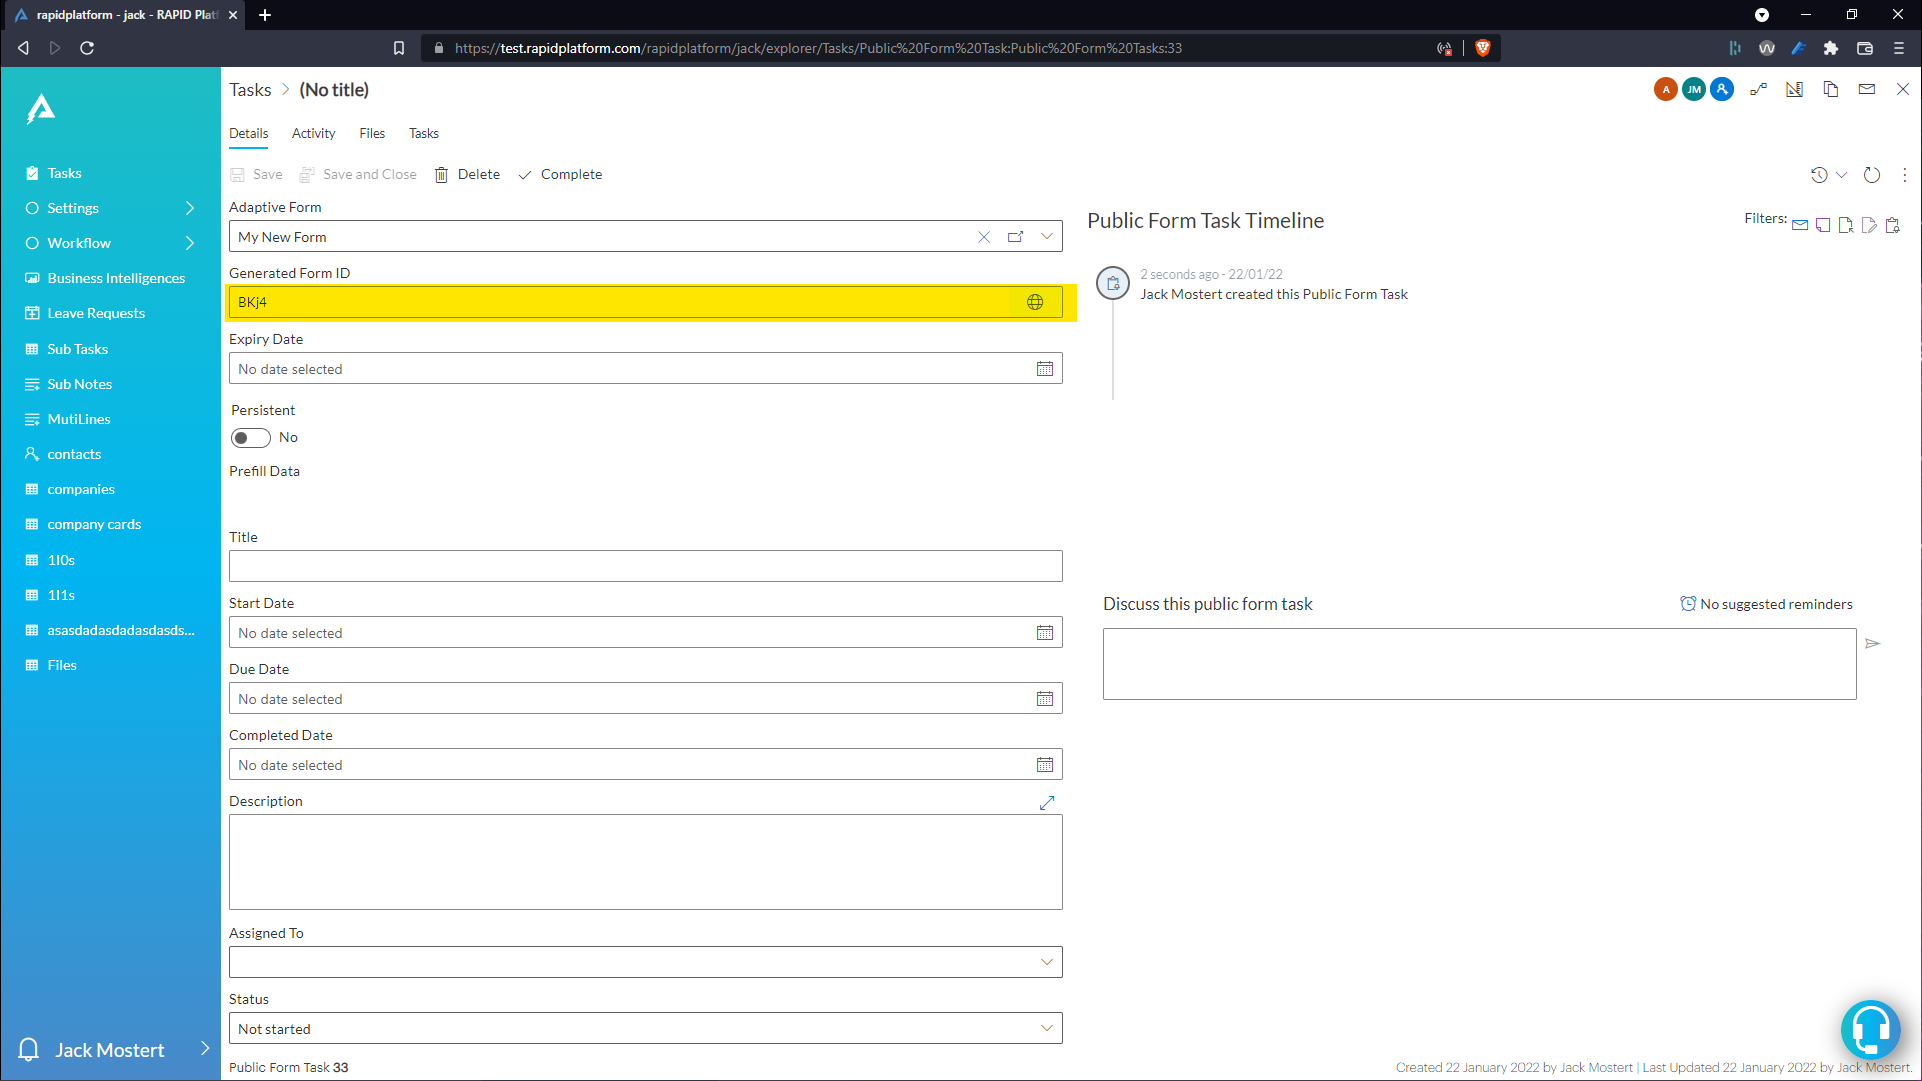 rapidplatform - jack - RAPID Platf
https://test.rapidplatform.com/rapidplatform/jack/explorer/Tasks/Public%20Form%20Task:Public%20Form%20Tasks:33
Tasks
Settings
Workflow
Business Intelligences
Leave Requests
Sub Tasks
Sub Notes
MutiLines
contacts
companies
company cards
1I0s
1I1s
asasdadasdadasdasds...
Files
Jack Mostert
Tasks > (No title)
A JM
Details Activity Files Tasks
Save Save and Close Delete Complete
Adaptive Form
My New Form
Generated Form ID
BKj4
Expiry Date
No date selected
Persistent
No
Prefill Data
Title
Start Date
No date selected
Due Date
No date selected
Completed Date
No date selected
Description
Assigned To
Status
Not started
Public Form Task 33
Public Form Task Timeline
Filters:
2 seconds ago - 22/01/22
Jack Mostert created this Public Form Task
Discuss this public form task
No suggested reminders
Created 22 January 2022 by Jack Mostert | Last Updated 22 January 2022 by Jack Mostert.